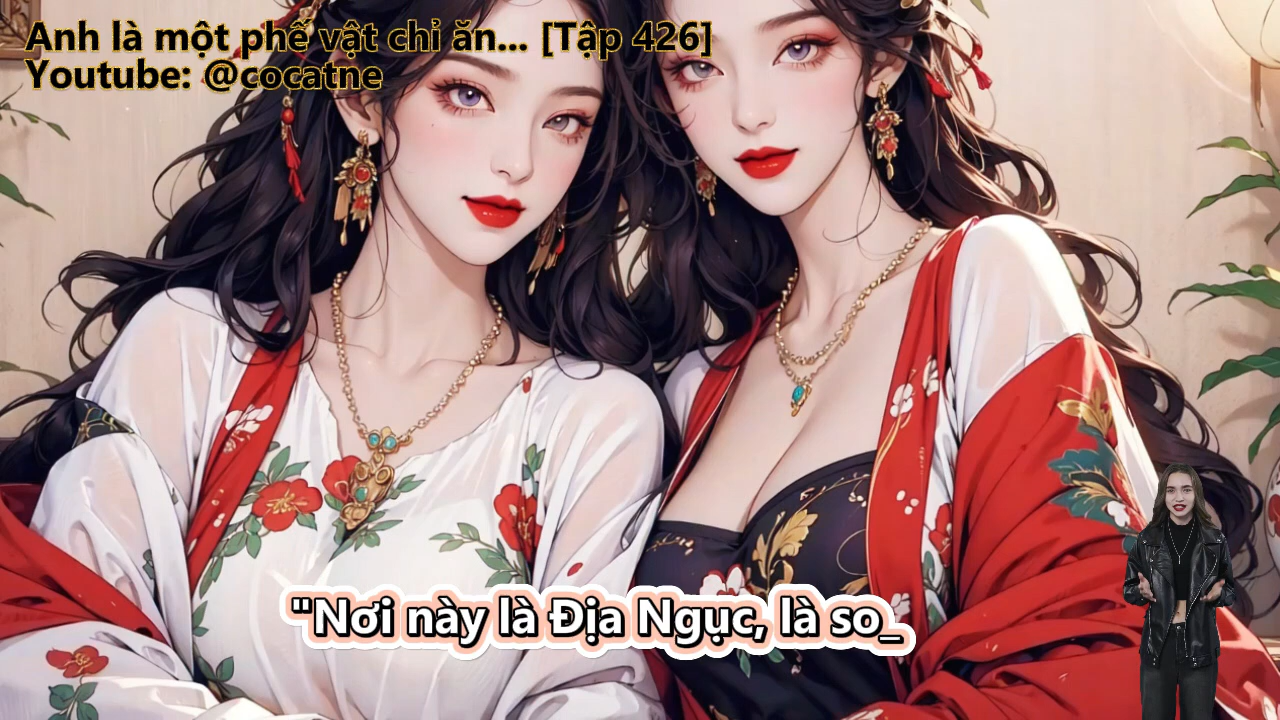 Anh là một phế vật chỉ ăn... [Tập 426]
Youtube: @cocatne
"Nơi này là Địa Ngục, là so_